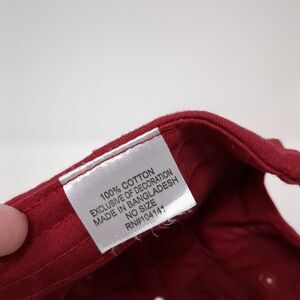 100% COTTON
EXCLUSIVE OF DECORATION
MADE IN BANGLADESH
NO SIZE
RN#104141